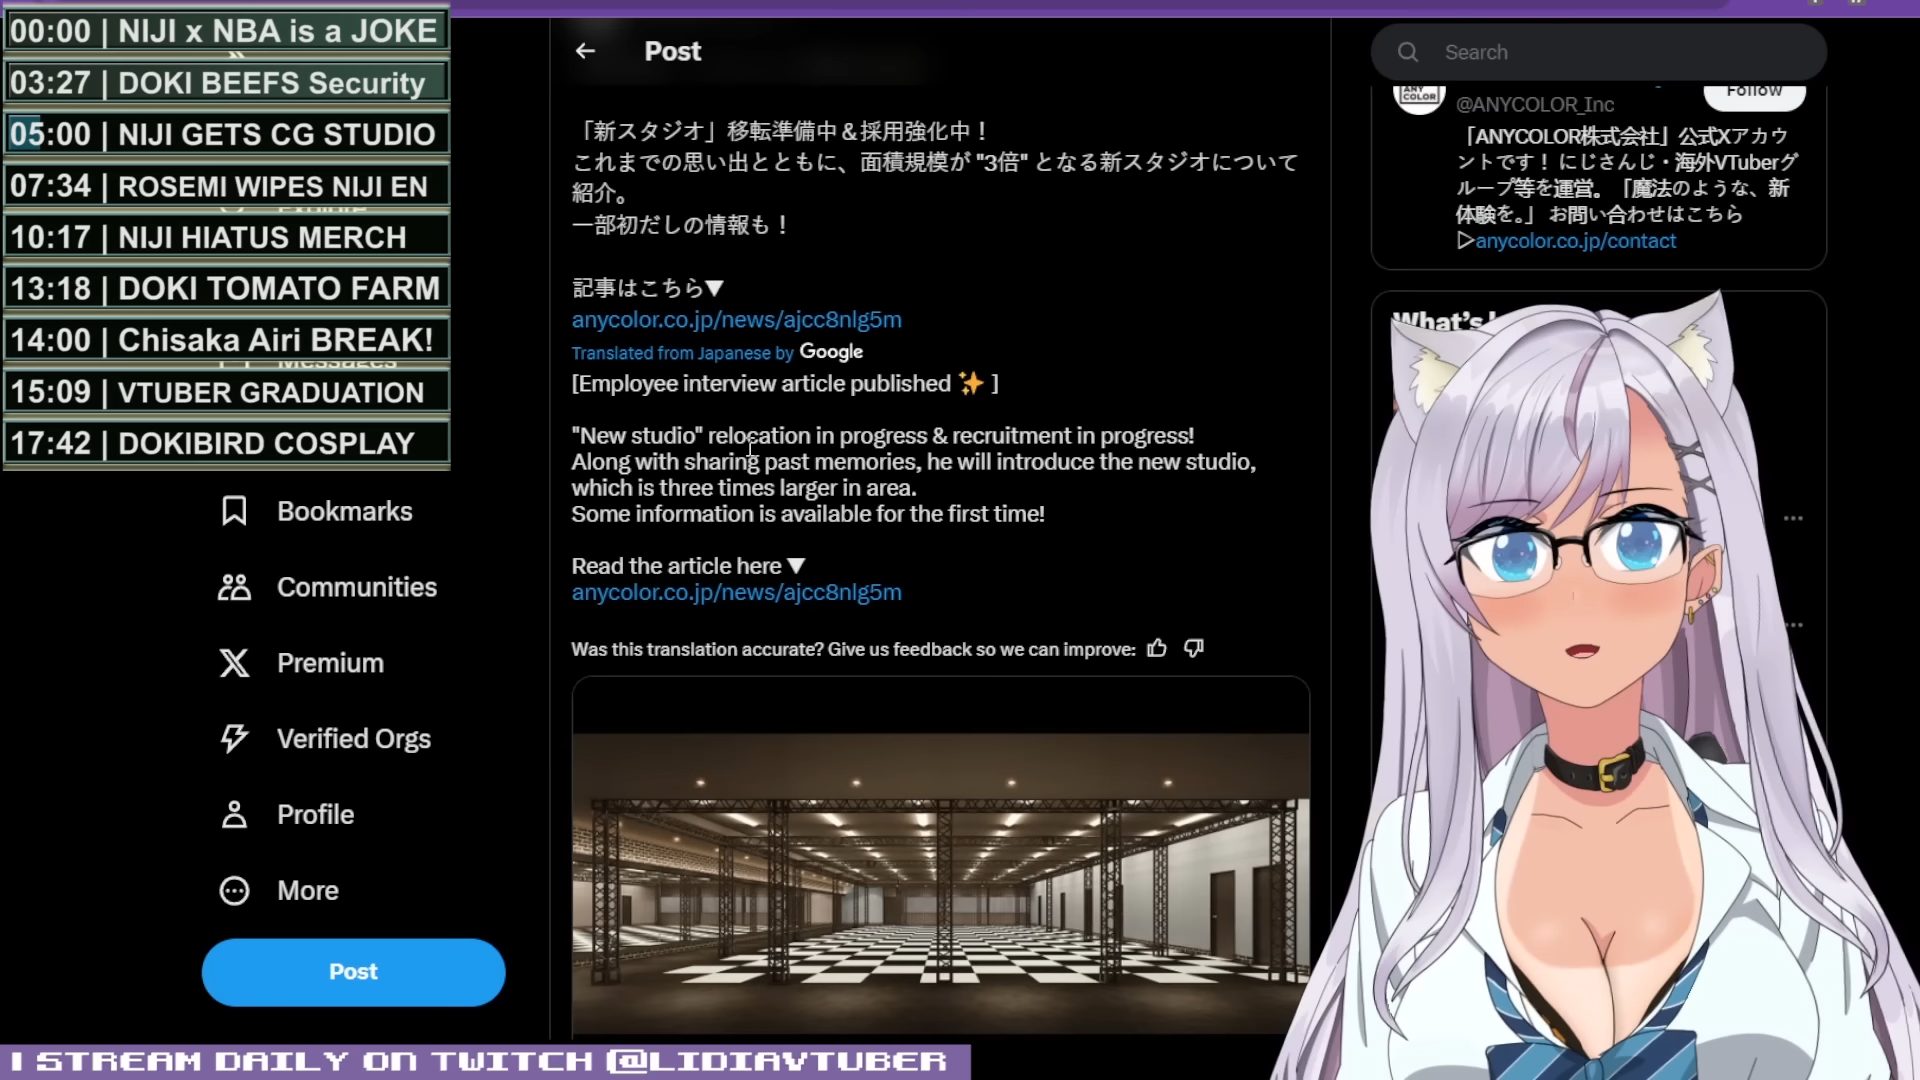 00:00 | NIJI x NBA is a JOKE
03:27 | DOKI BEEFS Security
05:00 | NIJI GETS CG STUDIO
07:34 | ROSEMI WIPES NIJI EN
10:17 | NIJI HIATUS MERCH
13:18 | DOKI TOMATO FARM
14:00 | Chisaka Airi BREAK!
15:09 | VTUBER GRADUATION
17:42 | DOKIBIRD COSPLAY
Bookmarks
Communities
Premium
Verified Orgs
Profile
More
Post
Post
「新スタジオ」移転準備中＆採用強化中！
これまでの思い出とともに、面積規模が "3倍" となる新スタジオについて
紹介。
一部初だしの情報も！
記事はこちら▼
anycolor.co.jp/news/ajcc8nlg5m
Translated from Japanese by Google
[Employee interview article published ✨ ]
"New studio" relocation in progress & recruitment in progress!
Along with sharing past memories, he will introduce the new studio,
which is three times larger in area.
Some information is available for the first time!
Read the article here ▼
anycolor.co.jp/news/ajcc8nlg5m
Was this translation accurate? Give us feedback so we can improve:
Search
ANY
COLOR
@ANYCOLOR_Inc
Follow
「ANYCOLOR株式会社」公式Xアカウ
ントです！ にじさんじ・海外VTuberグ
ループ等を運営。「魔法のような、新
体験を。」 お問い合わせはこちら
▷anycolor.co.jp/contact
What's
I STREAM DAILY ON TWITCH @LIDIAVTUBER